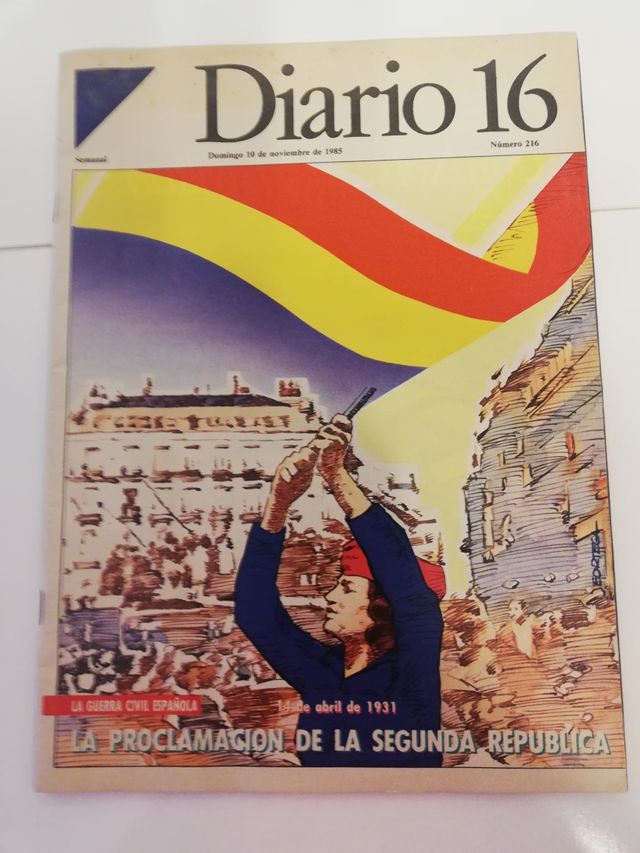 Diario 16
Semanal
Domingo 10 de noviembre de 1985
Número 216
LA GUERRA CIVIL ESPAÑOLA
14 de abril de 1931
LA PROCLAMACION DE LA SEGUNDA REPUBLICA